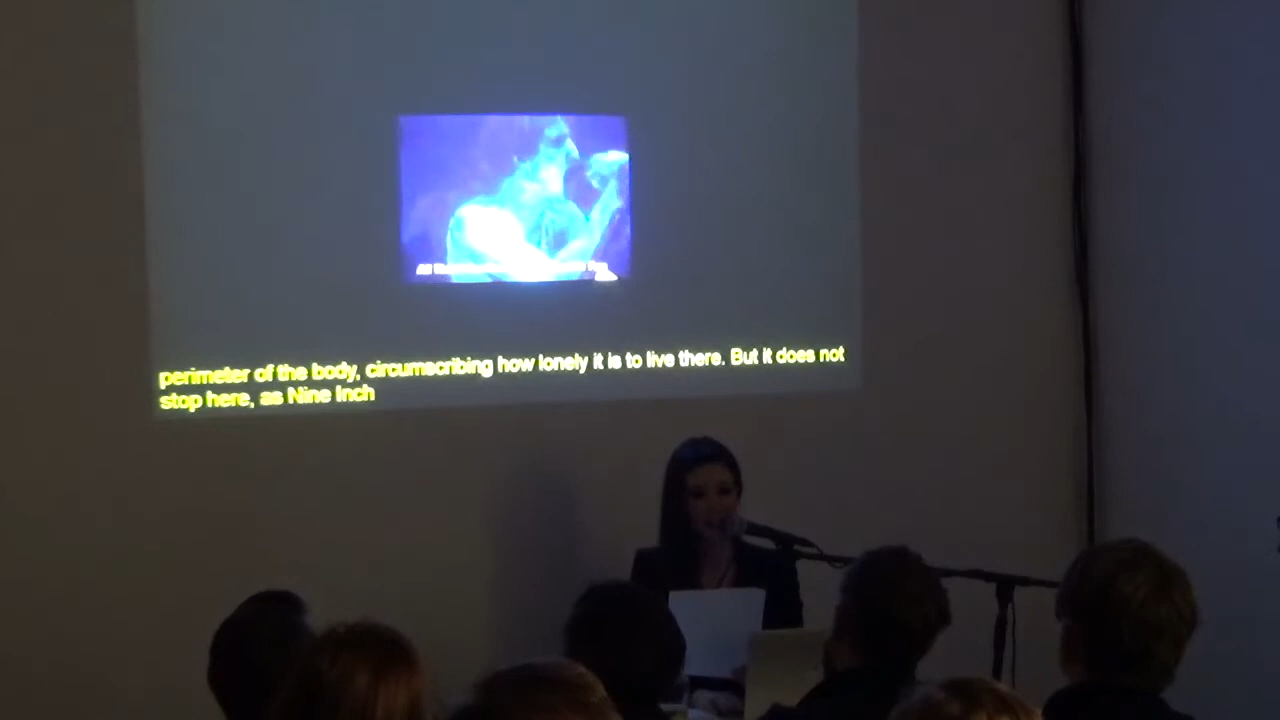 All
perimeter of the body, circumscribing how lonely it is to live there. But it does not
stop here, as Nine Inch